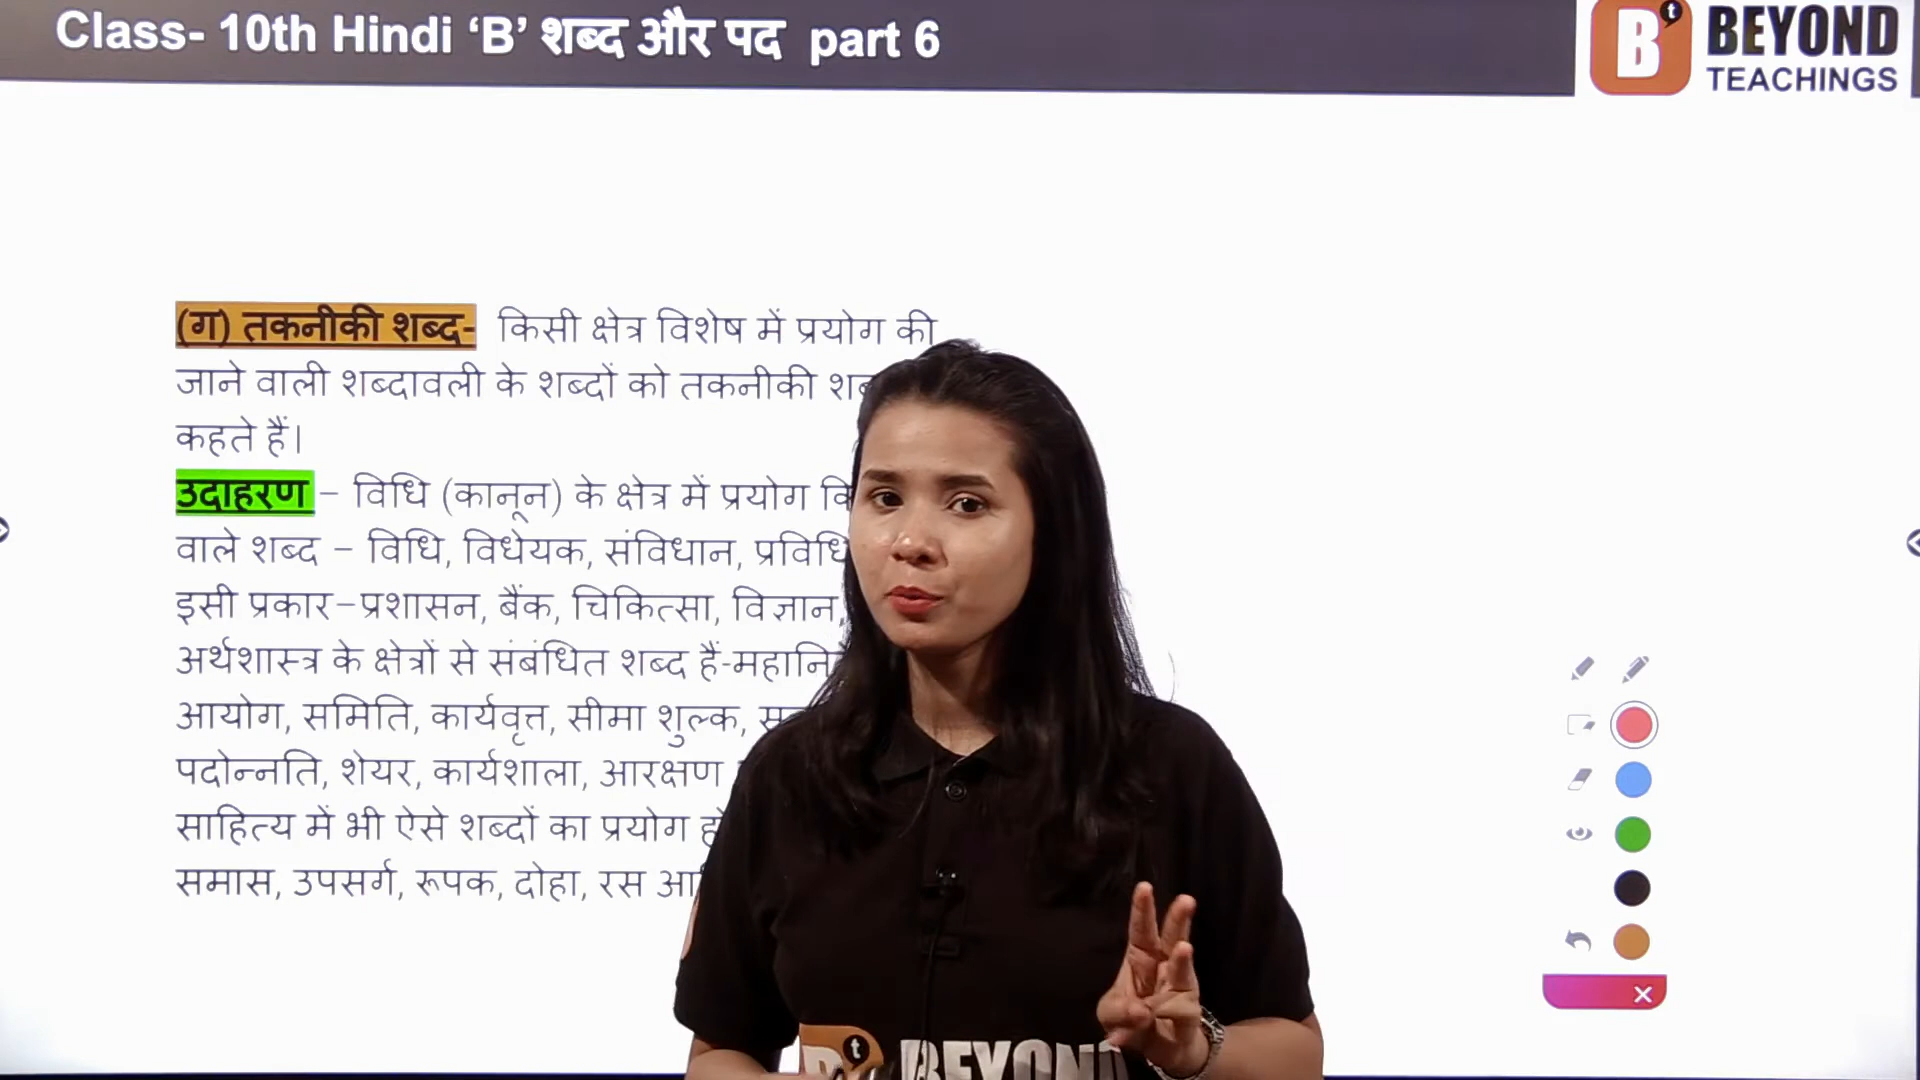 Class- 10th Hindi ‘B’ शब्द और पद part 6
t
B
BEYOND
TEACHINGS
(ग) तकनीकी शब्द- किसी क्षेत्र विशेष में प्रयोग की
जाने वाली शब्दावली के शब्दों को तकनीकी
कहते हैं।
उदाहरण – विधि (कानून) के क्षेत्र में प्रयोग
वाले शब्द – विधि, विधेयक, संविधान, प्रविधि
इसी प्रकार–प्रशासन, बैंक, चिकित्सा, विज्ञान,
अर्थशास्त्र के क्षेत्रों से संबंधित शब्द हैं-
आयोग, समिति, कार्यवृत्त, सीमा शुल्क,
पदोन्नति, शेयर, कार्यशाला, आरक्षण
साहित्य में भी ऐसे शब्दों का प्रयोग
समास, उपसर्ग, रूपक, दोहा, रस
t
BEYOND